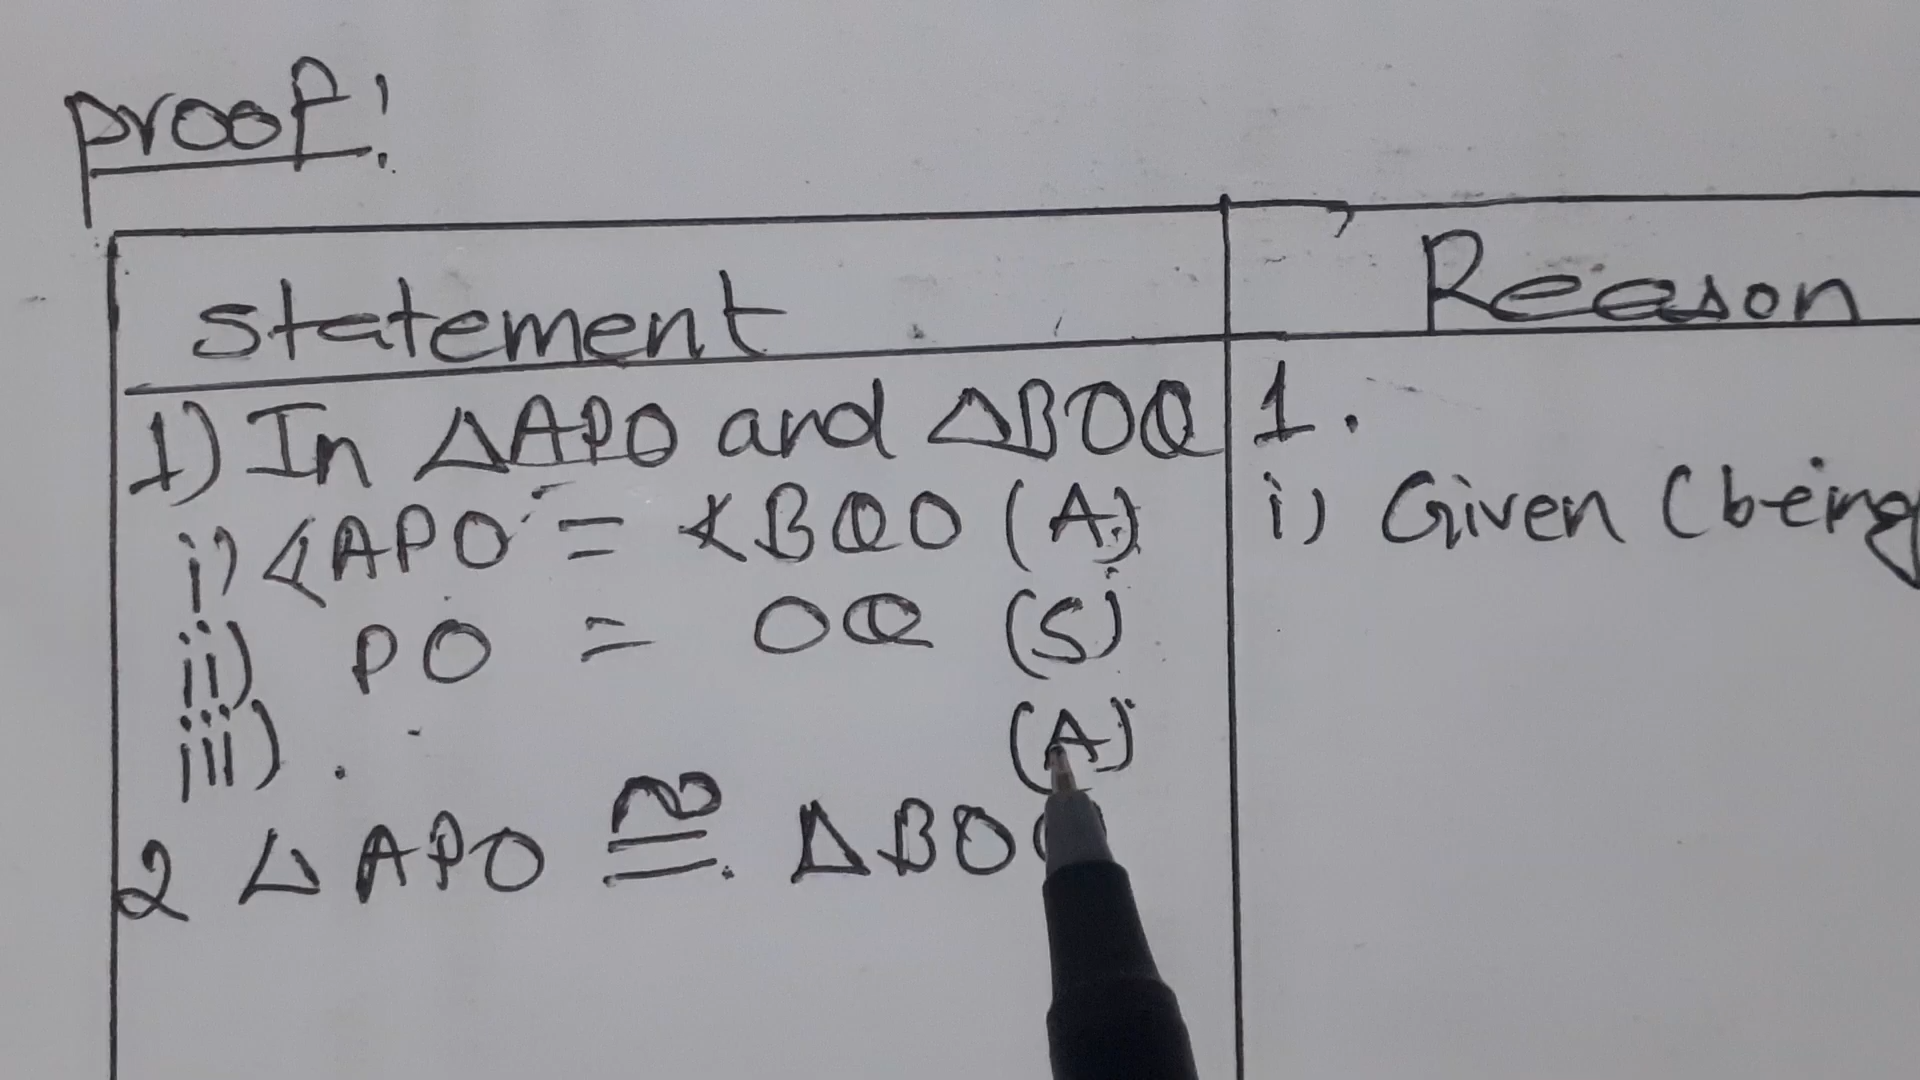 proof:
statement
Reason
1) In △APO and △BOQ
1.
i) ∢APO = ∢BQO (A)
i) Given (being
ii) PO = OQ (S)
iii) (A)
2 △APO ≅ △BO